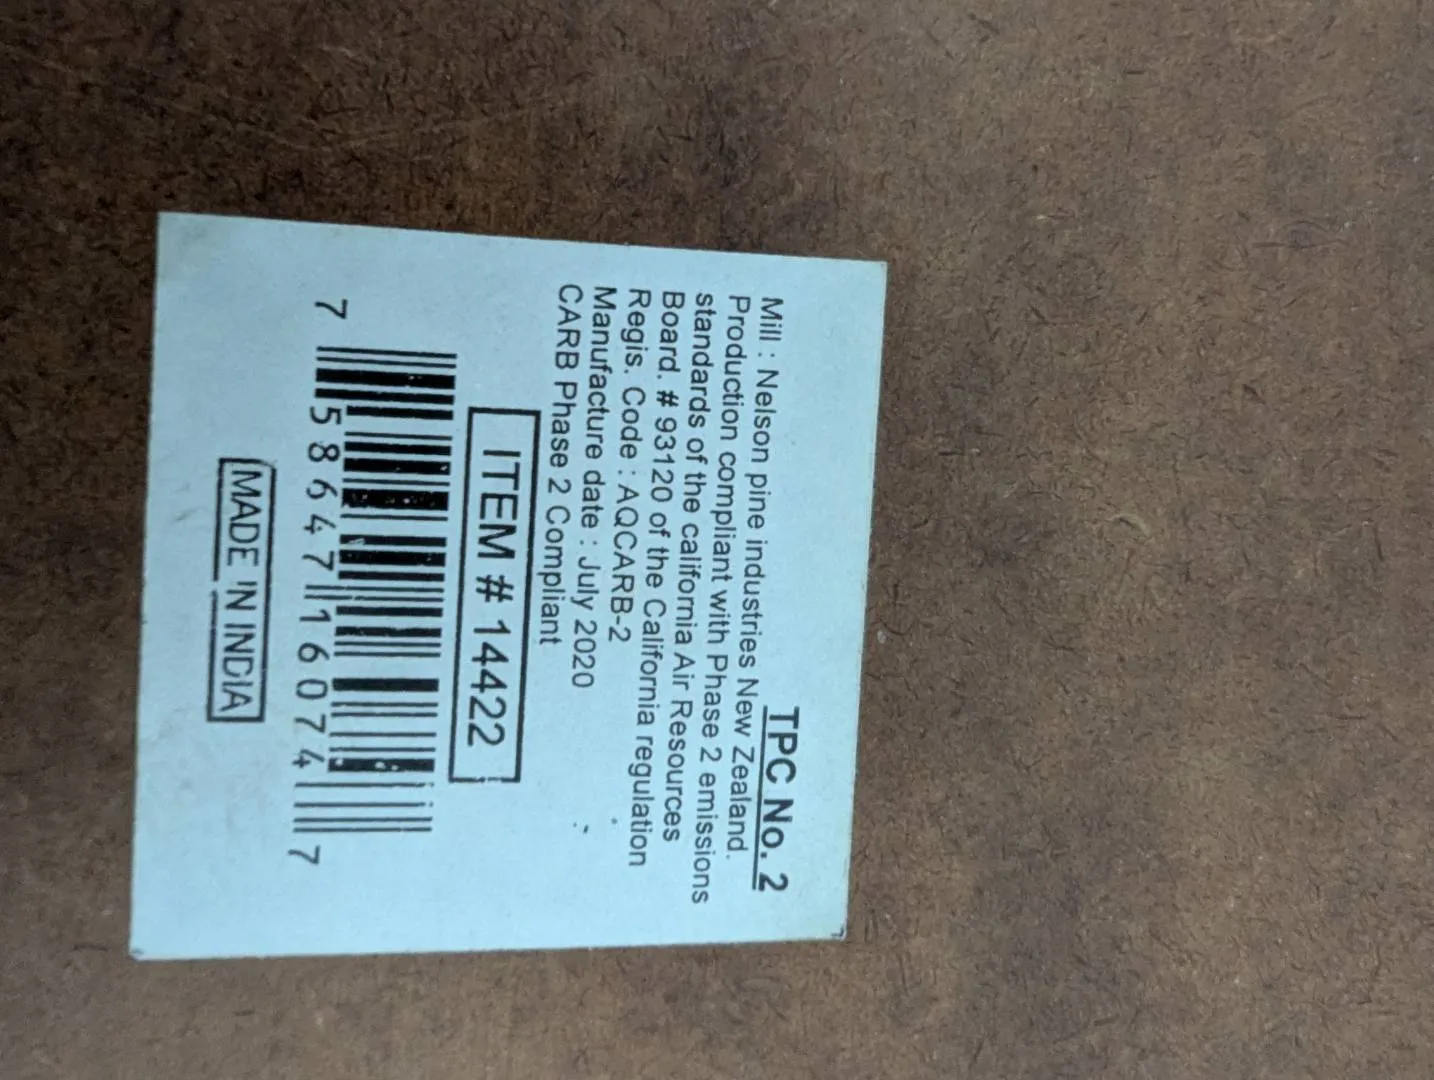 TPC No. 2
Mill : Nelson pine industries New Zealand.
Production compliant with Phase 2 emissions
standards of the california Air Resources
Board. # 93120 of the California regulation
Regis. Code : AQCARB-2
Manufacture date : July 2020
CARB Phase 2 Compliant
ITEM # 14422
7 58647 16074 7
MADE IN INDIA